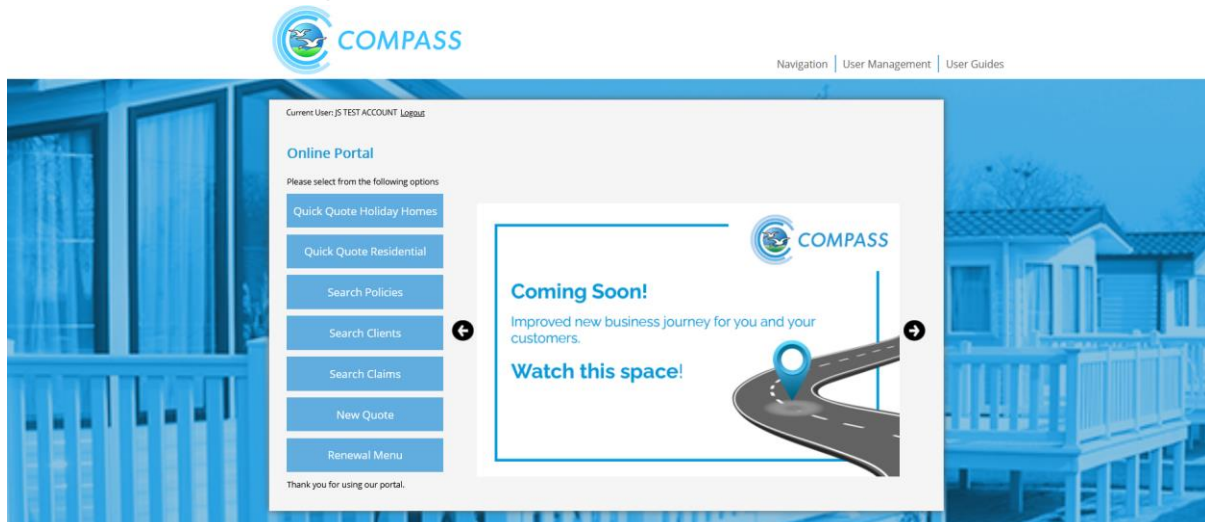 COMPASS
Navigation User Management User Guides
Current User: JS TEST ACCOUNT Logout
Online Portal
Please select from the following options
Quick Quote Holiday Homes
Quick Quote Residential
Search Policies
Search Clients
Search Claims
New Quote
Renewal Menu
Thank you for using our portal.
COMPASS
Coming Soon!
Improved new business journey for you and your
customers.
Watch this space!